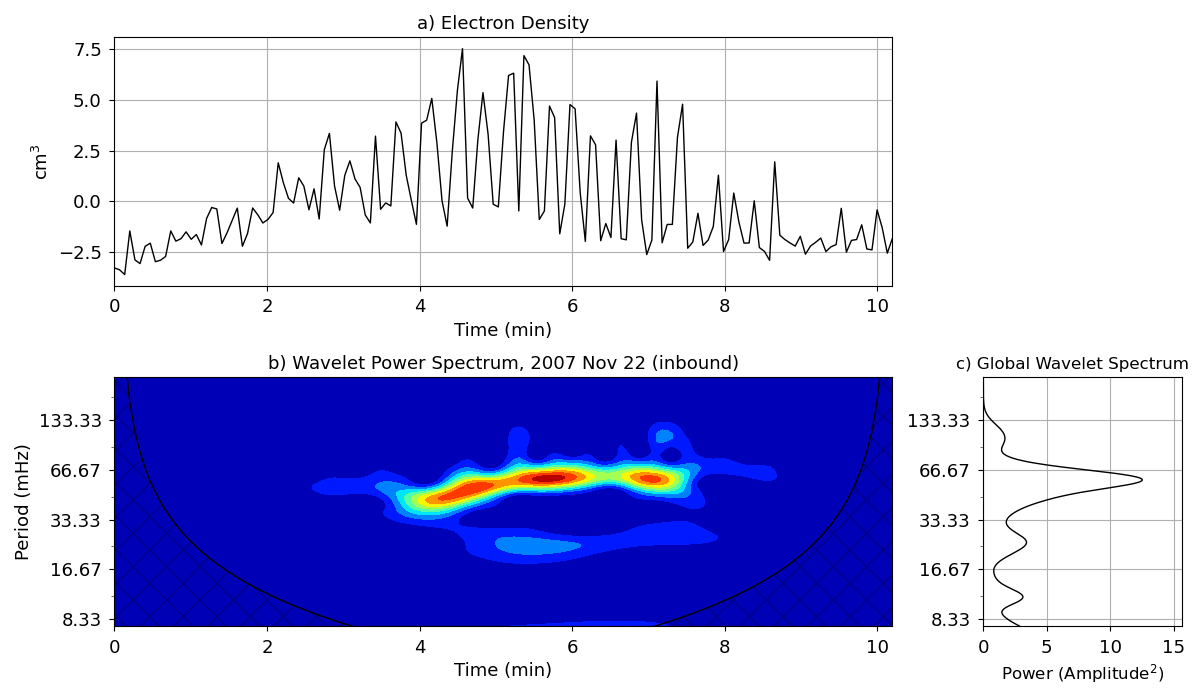 a) Electron Density
7.5
5.0
2.5
0.0
−2.5
cm³
0 2 4 6 8 10
Time (min)
b) Wavelet Power Spectrum, 2007 Nov 22 (inbound)
133.33
66.67
33.33
16.67
8.33
Period (mHz)
0 2 4 6 8 10
Time (min)
c) Global Wavelet Spectrum
133.33
66.67
33.33
16.67
8.33
0 5 10 15
Power (Amplitude²)